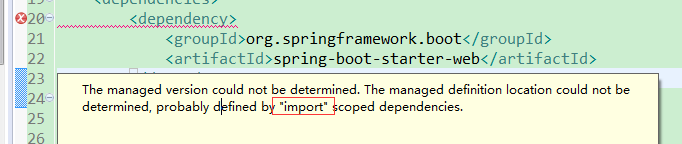 <dependencies>
20 <dependency>
21 <groupId>org.springframework.boot</groupId>
22 <artifactId>spring-boot-starter-web</artifactId>
23
The managed version could not be determined. The managed definition location could not be
24 determined, probably defined by "import" scoped dependencies.
25
26